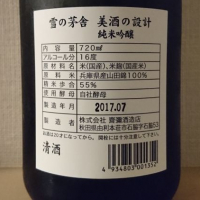 雪の茅舎 美酒の設計
純米吟醸
内容量 720㎖
アルコール分 16度
原材料 米(国産)、米麹(国産米)
原料米 兵庫県産山田錦100%
精米歩合 55%
使用酵母 自社酵母
製造年月 2017.07
製造者 株式会社 齋彌酒造店
秋田県由利本荘市石脇字石脇53
清酒
4 934803 001352